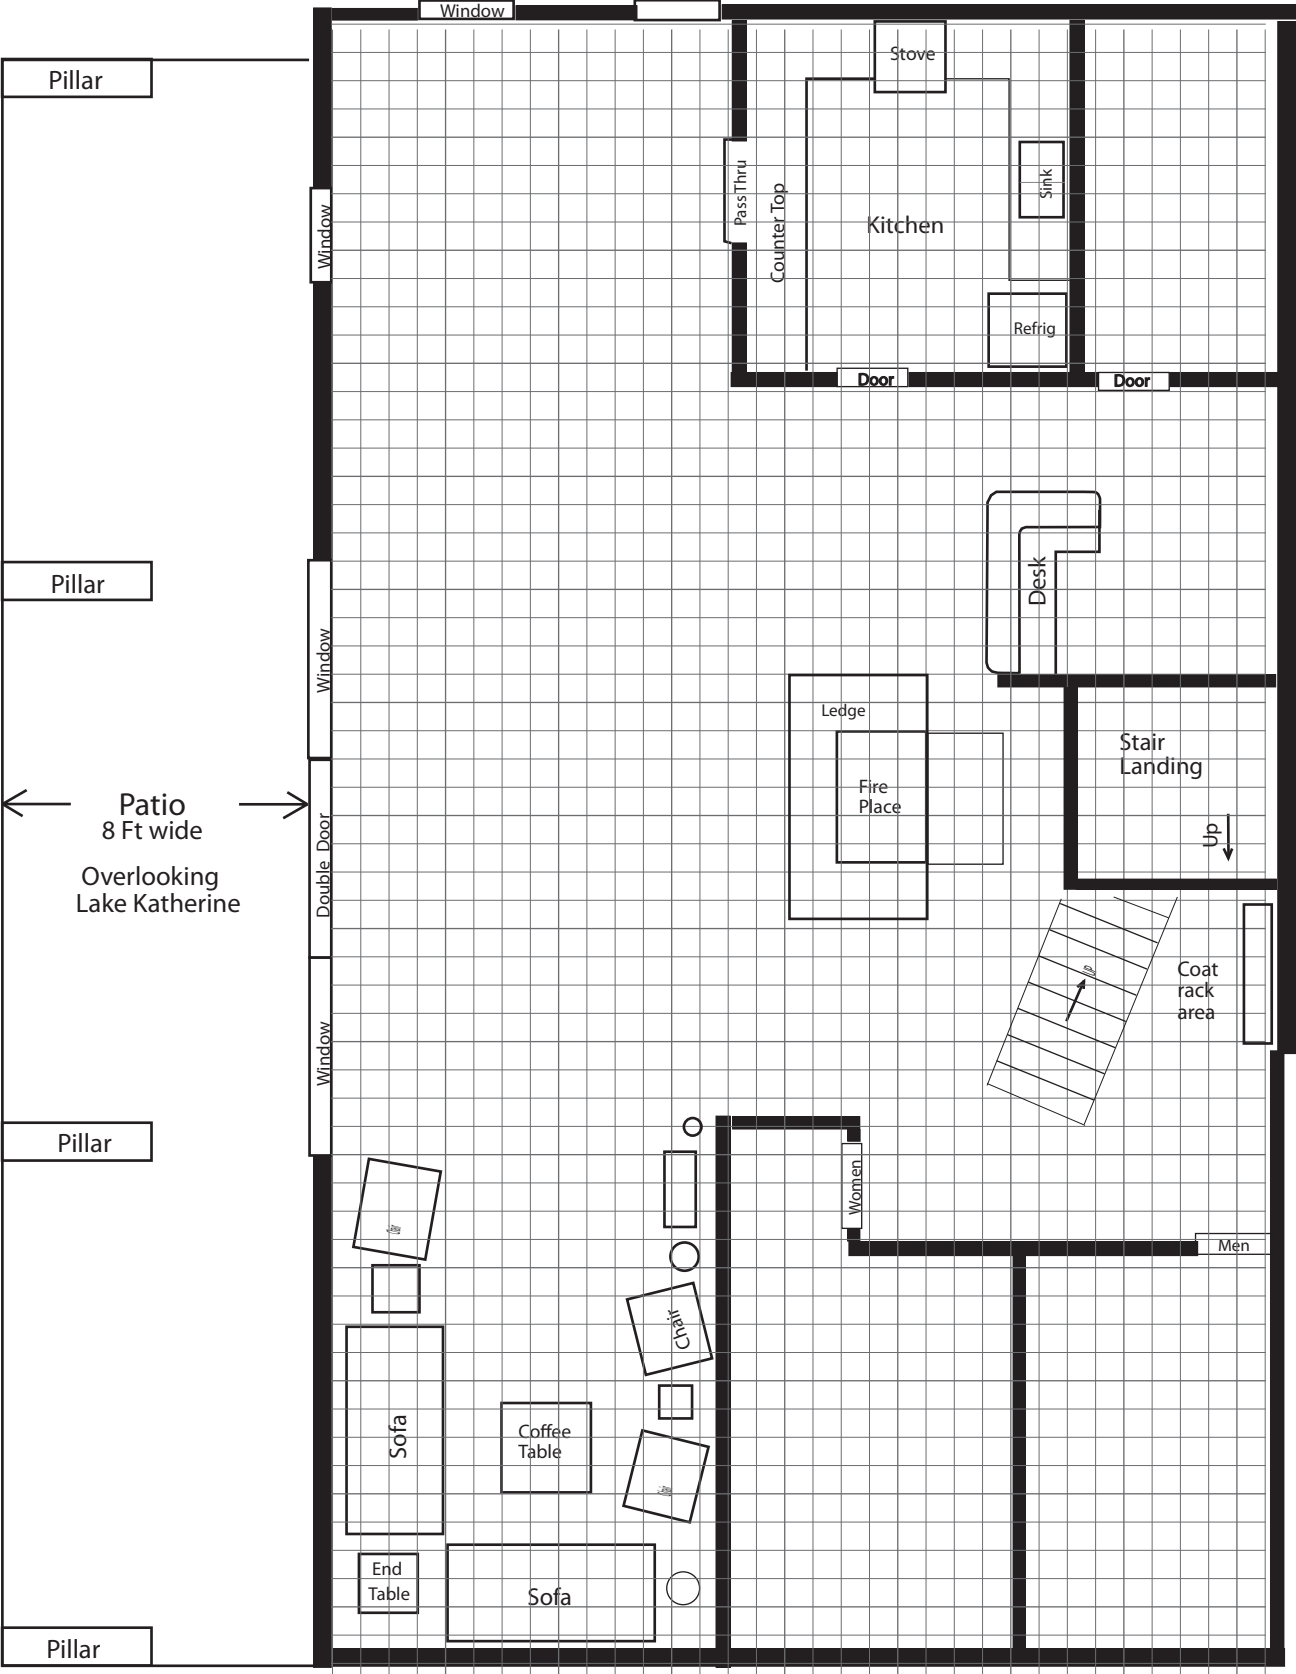 Window
Stove
Pillar
Pass Thru
Counter Top
Sink
Kitchen
Window
Refrig
Door
Door
Pillar
Desk
Window
Ledge
Stair
Landing
Fire
Place
Patio
8 Ft wide
Up
Double Door
Overlooking
Lake Katherine
Coat
rack
area
Window
Pillar
Women
Men
Chair
Sofa
Coffee
Table
End
Table
Sofa
Pillar